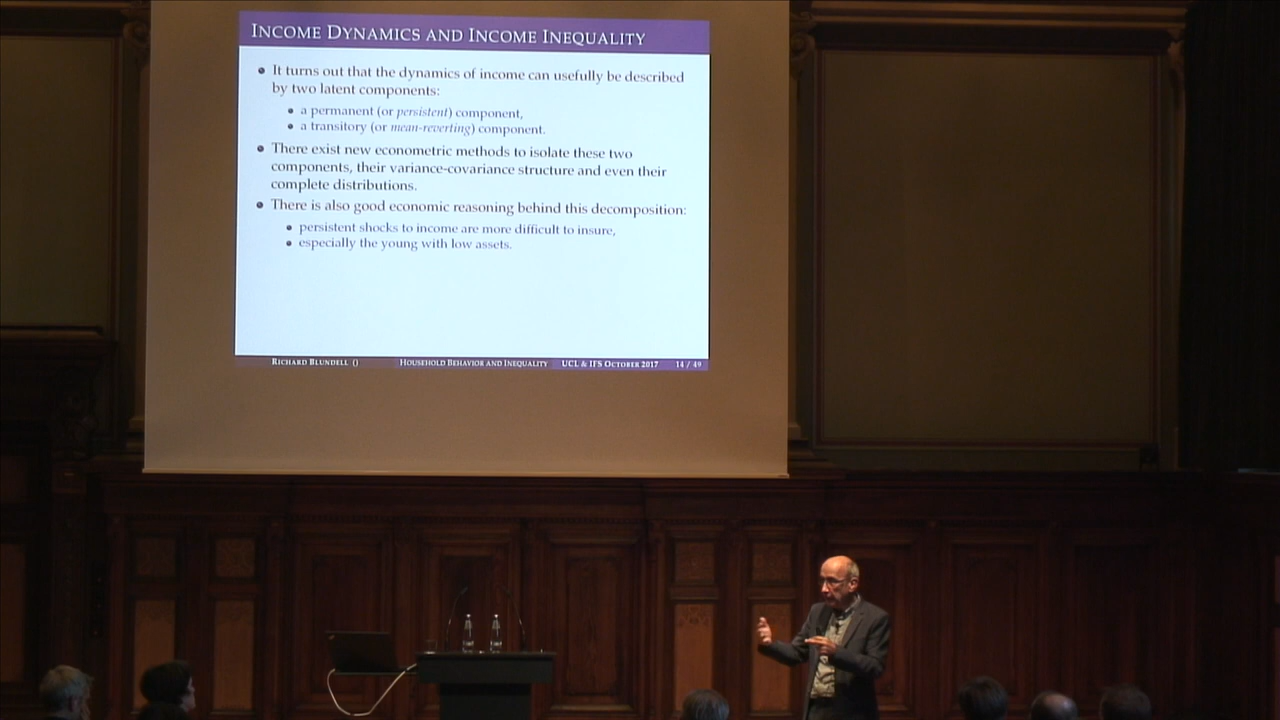 INCOME DYNAMICS AND INCOME INEQUALITY
It turns out that the dynamics of income can usefully be described
by two latent components:
a permanent (or persistent) component,
a transitory (or mean-reverting) component.
There exist new econometric methods to isolate these two
components, their variance-covariance structure and even their
complete distributions.
There is also good economic reasoning behind this decomposition:
persistent shocks to income are more difficult to insure,
especially the young with low assets.
RICHARD BLUNDELL () HOUSEHOLD BEHAVIOR AND INEQUALITY UCL & IFS OCTOBER 2017 14 / 49